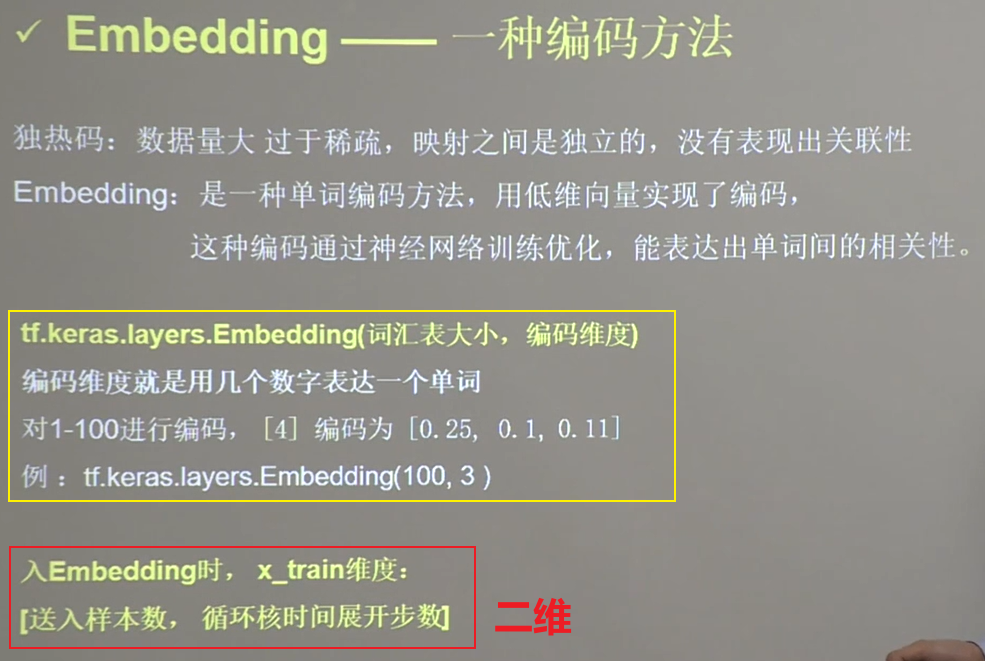 ✓ Embedding —— 一种编码方法
独热码：数据量大 过于稀疏，映射之间是独立的，没有表现出关联性
Embedding：是一种单词编码方法，用低维向量实现了编码，
这种编码通过神经网络训练优化，能表达出单词间的相关性。
tf.keras.layers.Embedding(词汇表大小，编码维度)
编码维度就是用几个数字表达一个单词
对1-100进行编码， [4] 编码为 [0.25, 0.1, 0.11]
例 ：tf.keras.layers.Embedding(100, 3 )
入Embedding时， x_train维度：
[送入样本数， 循环核时间展开步数]
二维